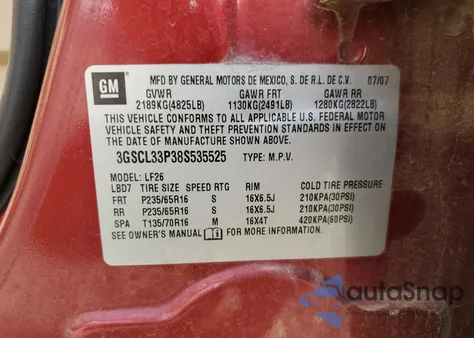 GM
MFD BY GENERAL MOTORS DE MEXICO, S. DE R.L. DE C.V. 07/07
GVWR GAWR FRT GAWR RR
2189KG(4825LB) 1130KG(2491LB) 1280KG(2822LB)
THIS VEHICLE CONFORMS TO ALL APPLICABLE U.S. FEDERAL MOTOR
VEHICLE SAFETY AND THEFT PREVENTION STANDARDS IN EFFECT ON
THE DATE OF MANUFACTURE SHOWN ABOVE.
3GSCL33P38S535525 TYPE: M.P.V.
MODEL: LF26
LBD7 TIRE SIZE SPEED RTG RIM COLD TIRE PRESSURE
FRT P235/65R16 S 16X6.5J 210KPA(30PSI)
RR P235/65R16 S 16X6.5J 210KPA(30PSI)
SPA T135/70R16 M 16X4T 420KPA(60PSI)
SEE OWNER'S MANUAL FOR MORE INFORMATION
autoSnap